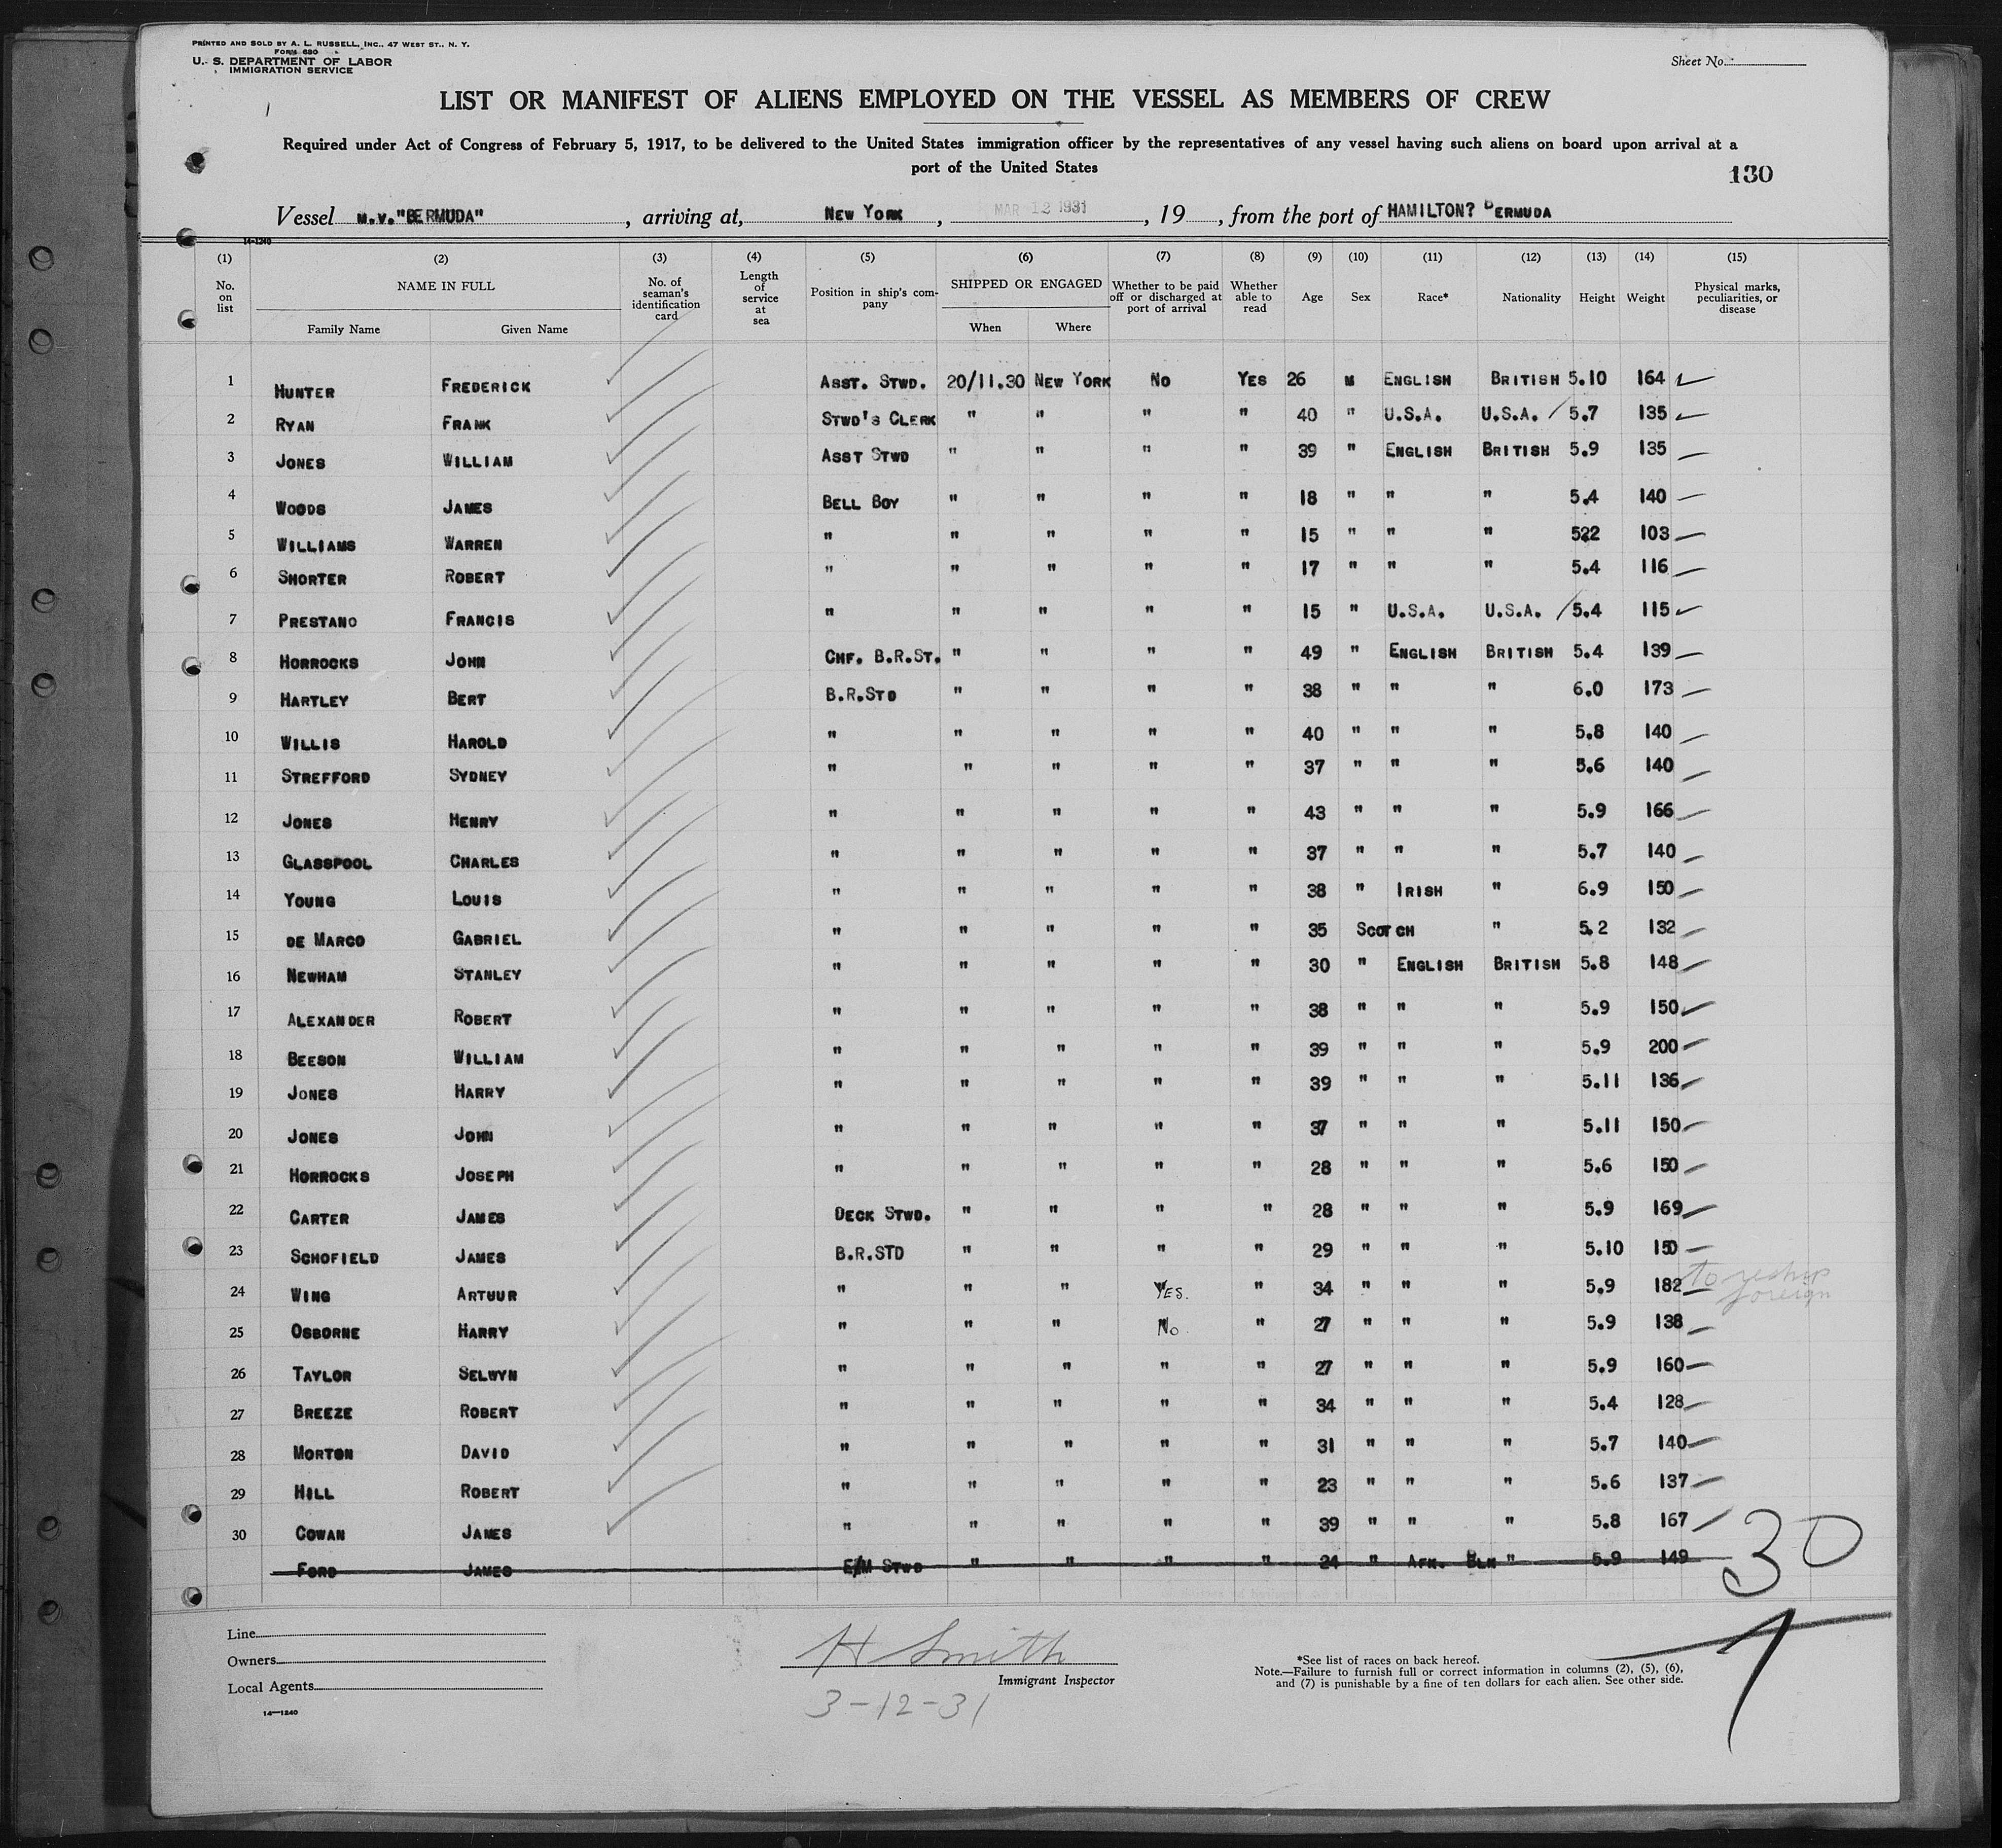 PRINTED AND SOLD BY A. L. RUSSELL, INC., 47 WEST ST., N. Y.
FORM 680
U. S. DEPARTMENT OF LABOR
IMMIGRATION SERVICE
Sheet No.
LIST OR MANIFEST OF ALIENS EMPLOYED ON THE VESSEL AS MEMBERS OF CREW
Required under Act of Congress of February 5, 1917, to be delivered to the United States immigration officer by the representatives of any vessel having such aliens on board upon arrival at a
port of the United States
130
Vessel M.V."BERMUDA", arriving at, NEW YORK, MAR 12 1931, 19, from the port of HAMILTON? BERMUDA
14-1240
(1) (2) (3) (4) (5) (6) (7) (8) (9) (10) (11) (12) (13) (14) (15)
No. on list NAME IN FULL Family Name Given Name No. of seaman's identification card Length of service at sea Position in ship's company SHIPPED OR ENGAGED When Where Whether to be paid off or discharged at port of arrival Whether able to read Age Sex Race* Nationality Height Weight Physical marks, peculiarities, or disease
1 HUNTER FREDERICK ASST. STWD. 20/11.30 NEW YORK NO YES 26 M ENGLISH BRITISH 5.10 164
2 RYAN FRANK STWD'S CLERK " " " " 40 " U.S.A. U.S.A. 5.7 135
3 JONES WILLIAM ASST STWD " " " " 39 " ENGLISH BRITISH 5.9 135
4 WOODS JAMES BELL BOY " " " " 18 " " " 5.4 140
5 WILLIAMS WARREN " " " " " 15 " " " 522 103
6 SHORTER ROBERT " " " " " 17 " " " 5.4 116
7 PRESTANO FRANCIS " " " " " 15 " U.S.A. U.S.A. 5.4 115
8 HORROCKS JOHN CHF. B.R.ST. " " " " 49 " ENGLISH BRITISH 5.4 139
9 HARTLEY BERT B.R.STD " " " " 38 " " " 6.0 173
10 WILLIS HAROLD " " " " " 40 " " " 5.8 140
11 STREFFORD SYDNEY " " " " " 37 " " " 5.6 140
12 JONES HENRY " " " " " 43 " " " 5.9 166
13 GLASSPOOL CHARLES " " " " " 37 " " " 5.7 140
14 YOUNG LOUIS " " " " " 38 " IRISH " 6.9 150
15 DE MARCO GABRIEL " " " " " 35 SCOTCH " 5.2 132
16 NEWHAM STANLEY " " " " " 30 " ENGLISH BRITISH 5.8 148
17 ALEXANDER ROBERT " " " " " 38 " " " 5.9 150
18 BEESON WILLIAM " " " " " 39 " " " 5.9 200
19 JONES HARRY " " " " " 39 " " " 5.11 136
20 JONES JOHN " " " " " 37 " " " 5.11 150
21 HORROCKS JOSEPH " " " " " 28 " " " 5.6 150
22 CARTER JAMES DECK STWD. " " " " 28 " " " 5.9 169
23 SCHOFIELD JAMES B.R.STD " " " " 29 " " " 5.10 150
24 WING ARTUUR " " " YES. " 34 " " " 5.9 182 to reship foreign
25 OSBORNE HARRY " " " No. " 27 " " " 5.9 138
26 TAYLOR SELWYN " " " " " 27 " " " 5.9 160
27 BREEZE ROBERT " " " " " 34 " " " 5.4 128
28 MORTON DAVID " " " " " 31 " " " 5.7 140
29 HILL ROBERT " " " " " 23 " " " 5.6 137
30 COWAN JAMES " " " " " 39 " " " 5.8 167
FORD JAMES E/M STWD " " " " 24 " AFR. BLK " 5.9 149
30
Line
Owners
Local Agents
14—1240
H Smith
Immigrant Inspector
3-12-31
*See list of races on back hereof.
Note.—Failure to furnish full or correct information in columns (2), (5), (6),
and (7) is punishable by a fine of ten dollars for each alien. See other side.